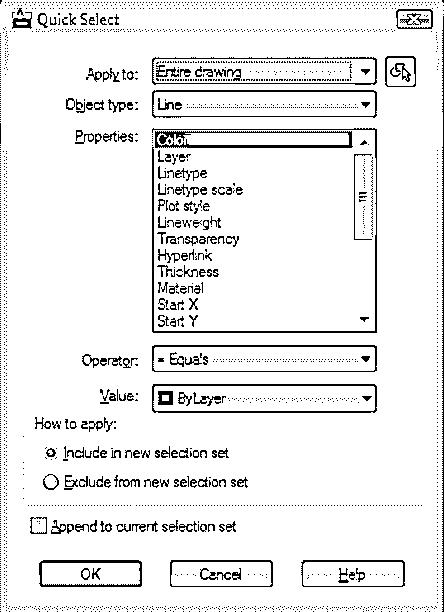 Quick Select
Apply to: Entire drawing
Object type: Line
Properties: Color
Layer
Linetype
Linetype scale
Plot style
Lineweight
Transparency
Hyperlink
Thickness
Material
Start X
Start Y
Operator: = Equals
Value: ByLayer
How to apply:
Include in new selection set
Exclude from new selection set
Append to current selection set
OK Cancel Help